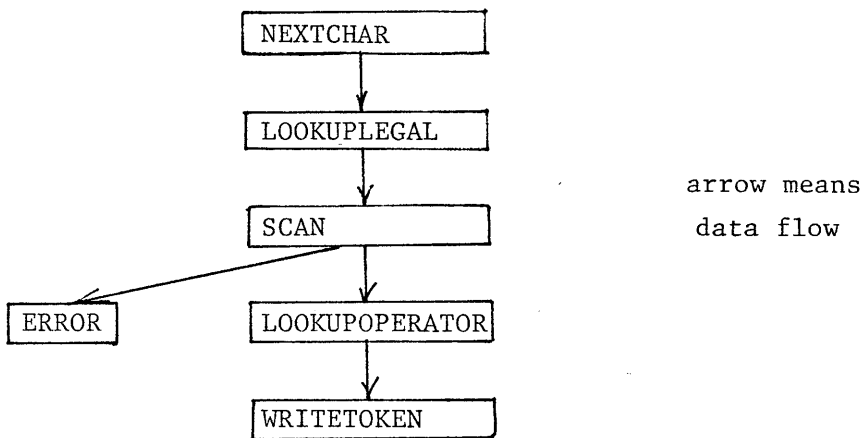 NEXTCHAR
LOOKUPLEGAL
arrow means
SCAN
data flow
ERROR
LOOKUPOPERATOR
WRITETOKEN